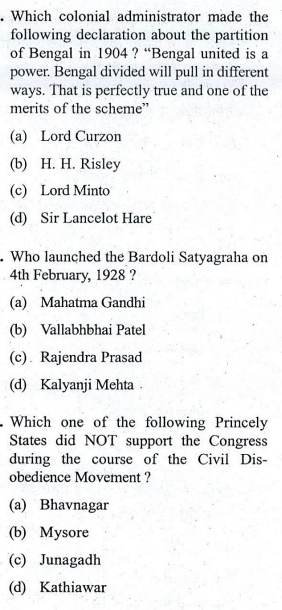 . Which colonial administrator made the
following declaration about the partition
of Bengal in 1904 ? “Bengal united is a
power. Bengal divided will pull in different
ways. That is perfectly true and one of the
merits of the scheme”
(a) Lord Curzon
(b) H. H. Risley
(c) Lord Minto
(d) Sir Lancelot Hare
. Who launched the Bardoli Satyagraha on
4th February, 1928 ?
(a) Mahatma Gandhi
(b) Vallabhbhai Patel
(c) Rajendra Prasad
(d) Kalyanji Mehta
. Which one of the following Princely
States did NOT support the Congress
during the course of the Civil Dis-
obedience Movement ?
(a) Bhavnagar
(b) Mysore
(c) Junagadh
(d) Kathiawar